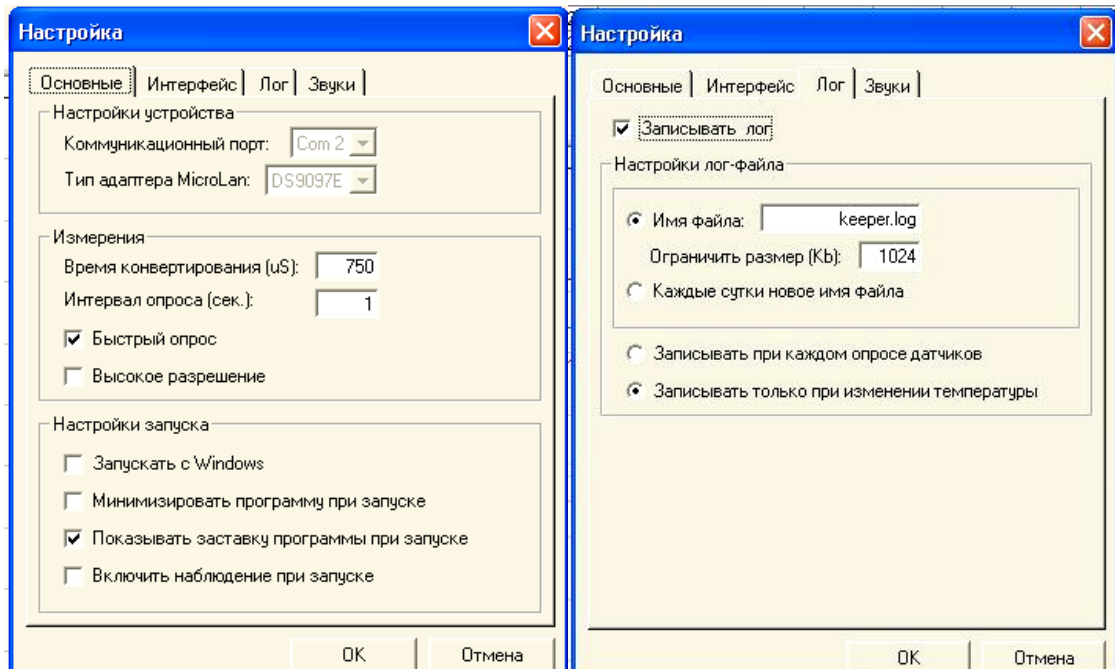 Настройка
Основные Интерфейс Лог Звуки
Настройки устройства
Коммуникационный порт: Com 2
Тип адаптера MicroLan: DS9097E
Измерения
Время конвертирования (uS): 750
Интервал опроса (сек.): 1
Быстрый опрос
Высокое разрешение
Настройки запуска
Запускать с Windows
Минимизировать программу при запуске
Показывать заставку программы при запуске
Включить наблюдение при запуске
OK Отмена
Настройка
Основные Интерфейс Лог Звуки
Записывать лог
Настройки лог-файла
Имя файла: keeper.log
Ограничить размер (Kb): 1024
Каждые сутки новое имя файла
Записывать при каждом опросе датчиков
Записывать только при изменении температуры
OK Отмена